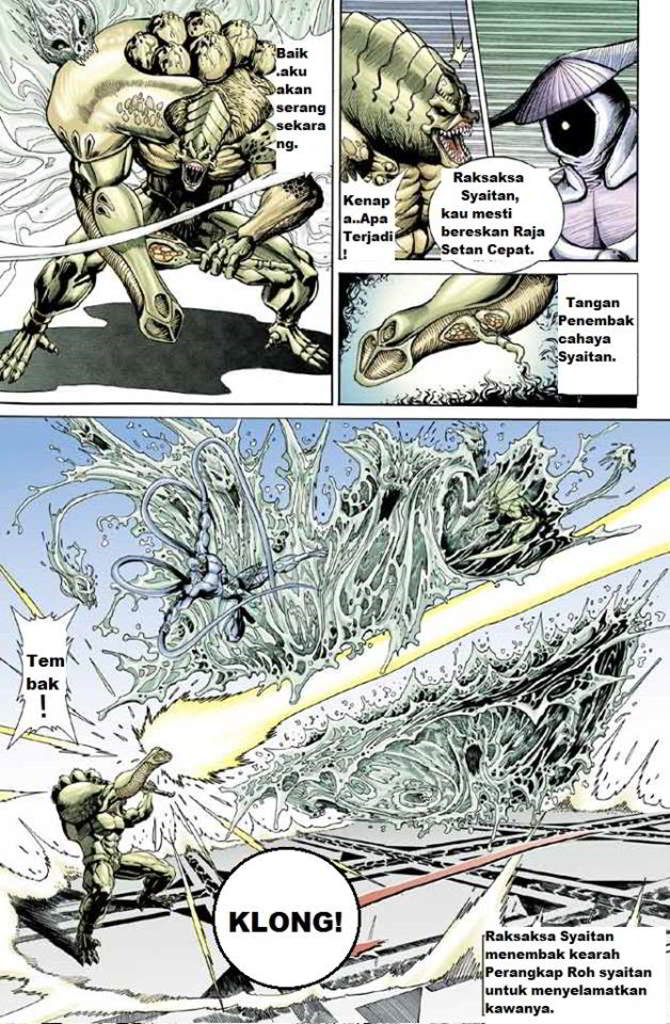 Baik
.aku
akan
serang
sekara
ng.
Kenap
a..Apa
Terjadi
!
Raksaksa
Syaitan,
kau mesti
bereskan Raja
Setan Cepat.
Tangan
Penembak
cahaya
Syaitan.
Tem
bak
!
KLONG!
Raksaksa Syaitan
menembak kearah
Perangkap Roh syaitan
untuk menyelamatkan
kawanya.